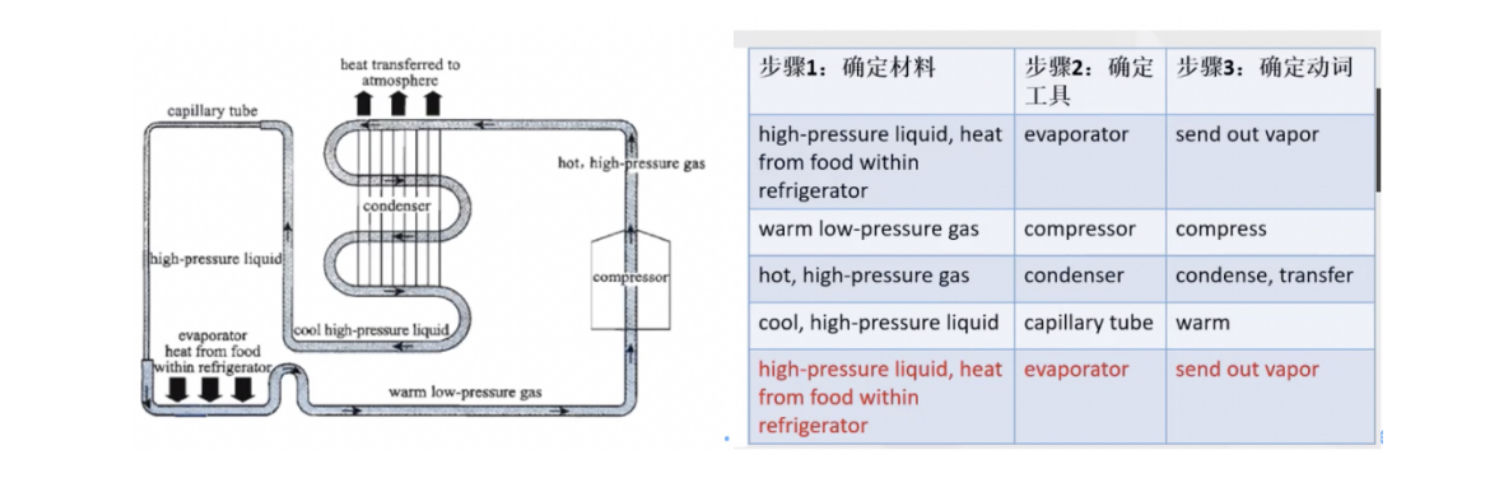 heat transferred to
atmosphere
capillary tube
hot, high-pressure gas
condenser
high-pressure liquid
compressor
cool high-pressure liquid
evaporator
heat from food
within refrigerator
warm low-pressure gas
步骤1：确定材料
步骤2：确定
工具
步骤3：确定动词
high-pressure liquid, heat
from food within
refrigerator
evaporator
send out vapor
warm low-pressure gas
compressor
compress
hot, high-pressure gas
condenser
condense, transfer
cool, high-pressure liquid
capillary tube
warm
high-pressure liquid, heat
from food within
refrigerator
evaporator
send out vapor